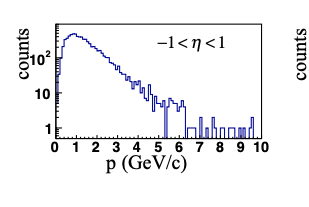 counts
10²
10
1
−1 < η < 1
0 1 2 3 4 5 6 7 8 9 10
p (GeV/c)
counts